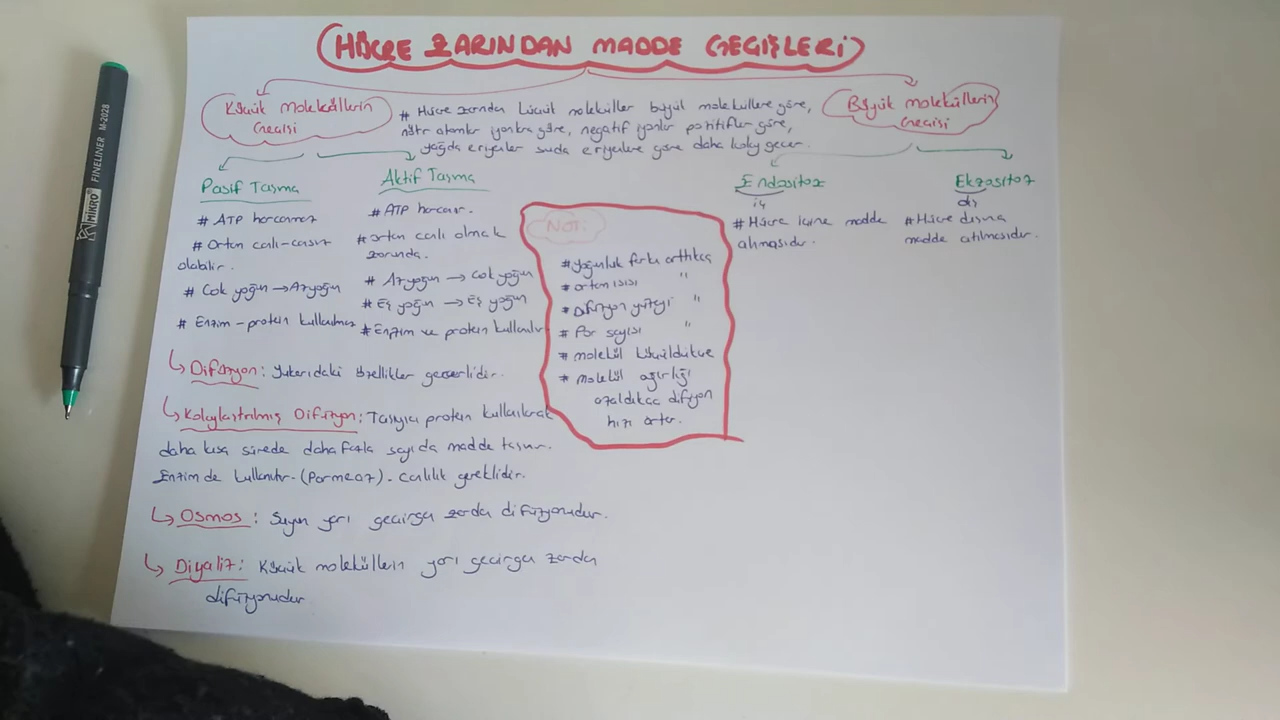 HÜCRE ZARINDAN MADDE GEÇİŞLERİ
Küçük Moleküllerin
Geçişi
# Hücre zarından küçük moleküller büyük moleküllere göre,
nötr atomlar iyonlara göre, negatif iyonlar pozitiflere göre,
yağda eriyenler suda eriyenlere göre daha kolay geçer.
Büyük moleküllerin
Geçişi
Pasif Taşıma
# ATP harcanmaz
# Ortam canlı-cansız
olabilir.
# Çok yoğun → Az yoğun
# Enzim-protein kullanılmaz
Aktif Taşıma
# ATP harcanır.
# Ortam canlı olmak
zorunda.
# Az yoğun → Çok yoğun
# Eş yoğun → Eş yoğun
# Enzim ve protein kullanılır
NOT:
# Yoğunluk farkı arttıkça
# ortam ısısı "
# Difüzyon yüzeyi "
# Por sayısı "
# molekül küçüldükçe
# molekül ağırlığı
azaldıkça difüzyon
hızı artar.
Endositoz
iç
# Hücre içine madde
alınmasıdır.
Ekzositoz
dış
# Hücre dışına
madde atılmasıdır.
Difüzyon: Yukarıdaki özellikler geçerlidir.
Kolaylaştırılmış Difüzyon: Taşıyıcı protein kullanılarak
daha kısa sürede daha fazla sayıda madde taşınır.
Enzim de kullanılır. (Permeaz). Canlılık gereklidir.
Osmos: Suyun yarı geçirgen zardan difüzyonudur.
Diyaliz: Küçük moleküllerin yarı geçirgen zardan
difüzyonudur
MİKRO
FINELINER M-2028